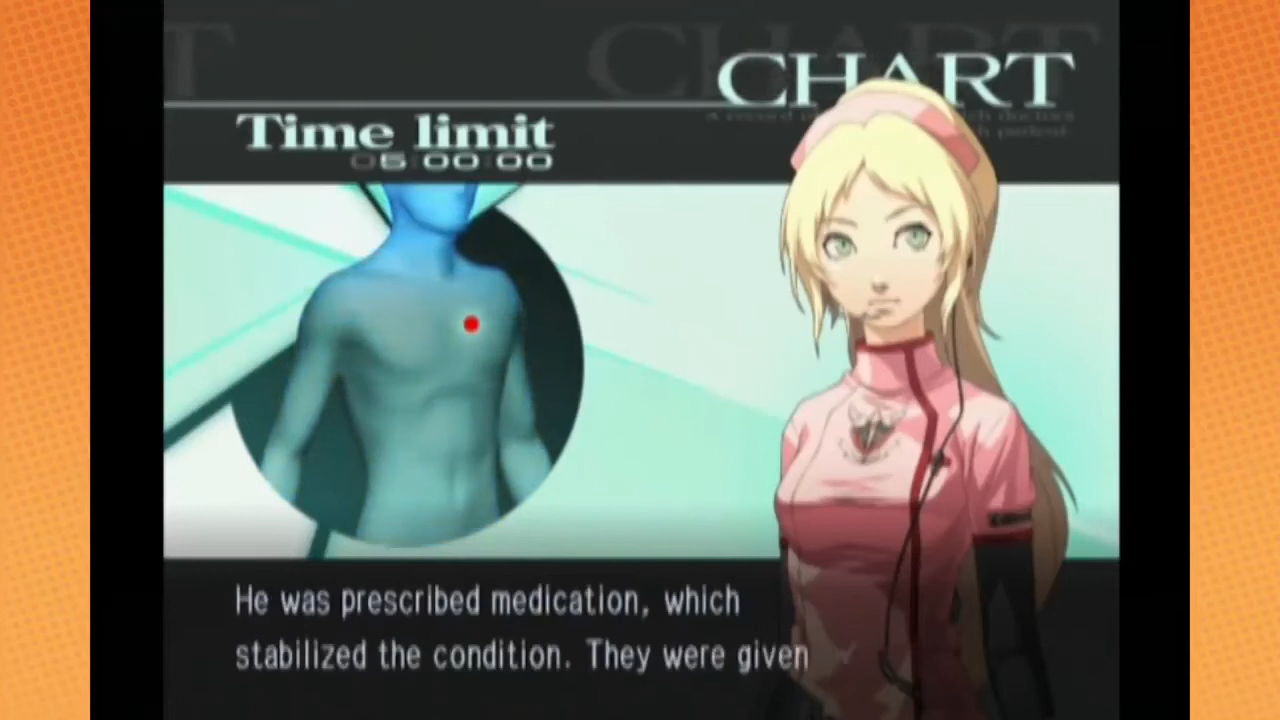 CHART
Time limit
05:00:00
He was prescribed medication, which
stabilized the condition. They were given